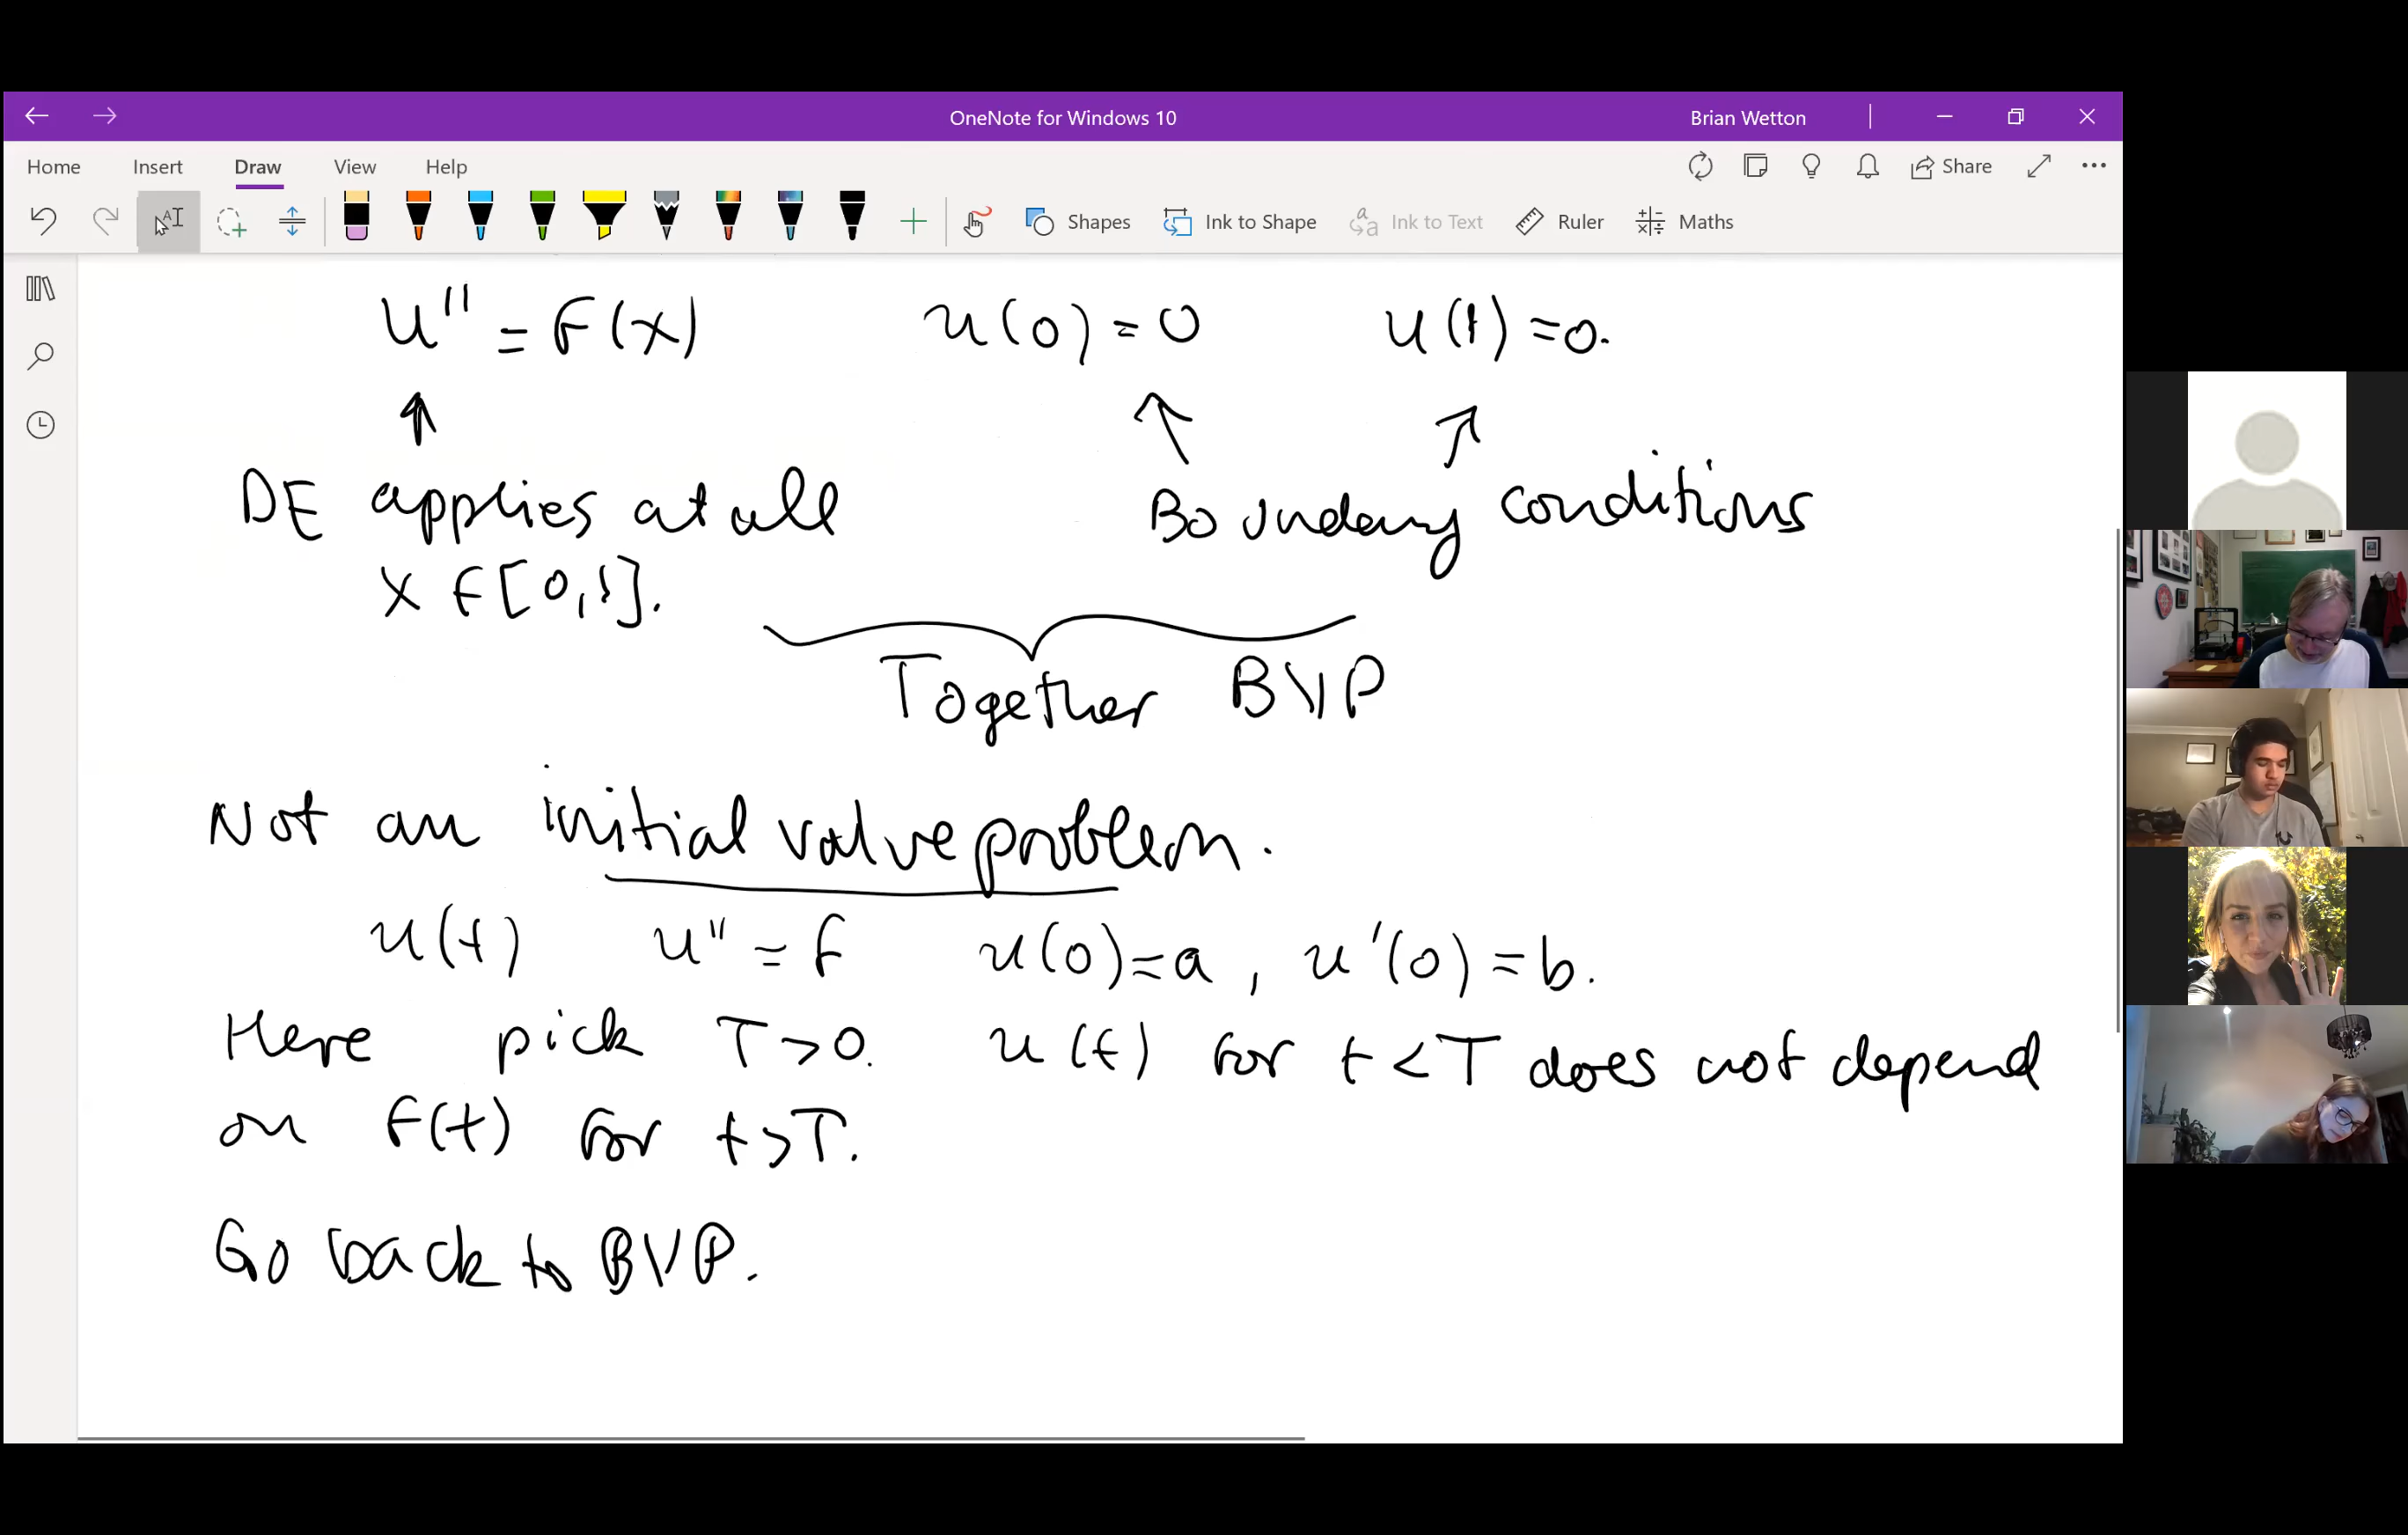 OneNote for Windows 10
Brian Wetton
Home Insert Draw View Help
Share
Shapes Ink to Shape Ink to Text Ruler Maths
u'' = f(x) u(0) = 0 u(1) = 0.
DE applies at all
x ∈ [0,1].
Boundary conditions
Together BVP
Not an initial value problem.
u(t) u'' = f u(0) = a, u'(0) = b.
Here pick T > 0. u(t) for t < T does not depend
on f(t) for t > T.
Go back to BVP.